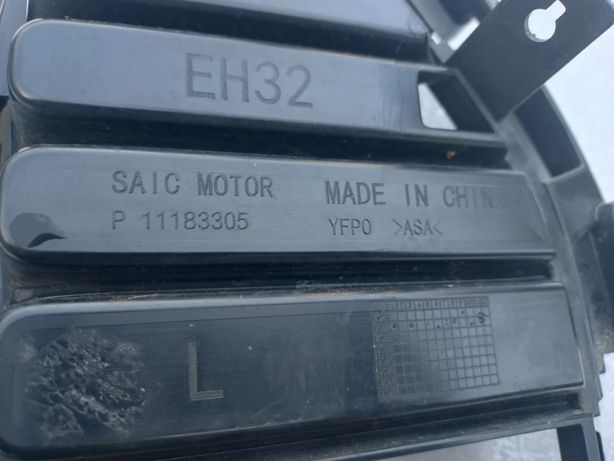 EH32
SAIC MOTOR MADE IN CHIN
P 11183305 YFPO >ASA<
L